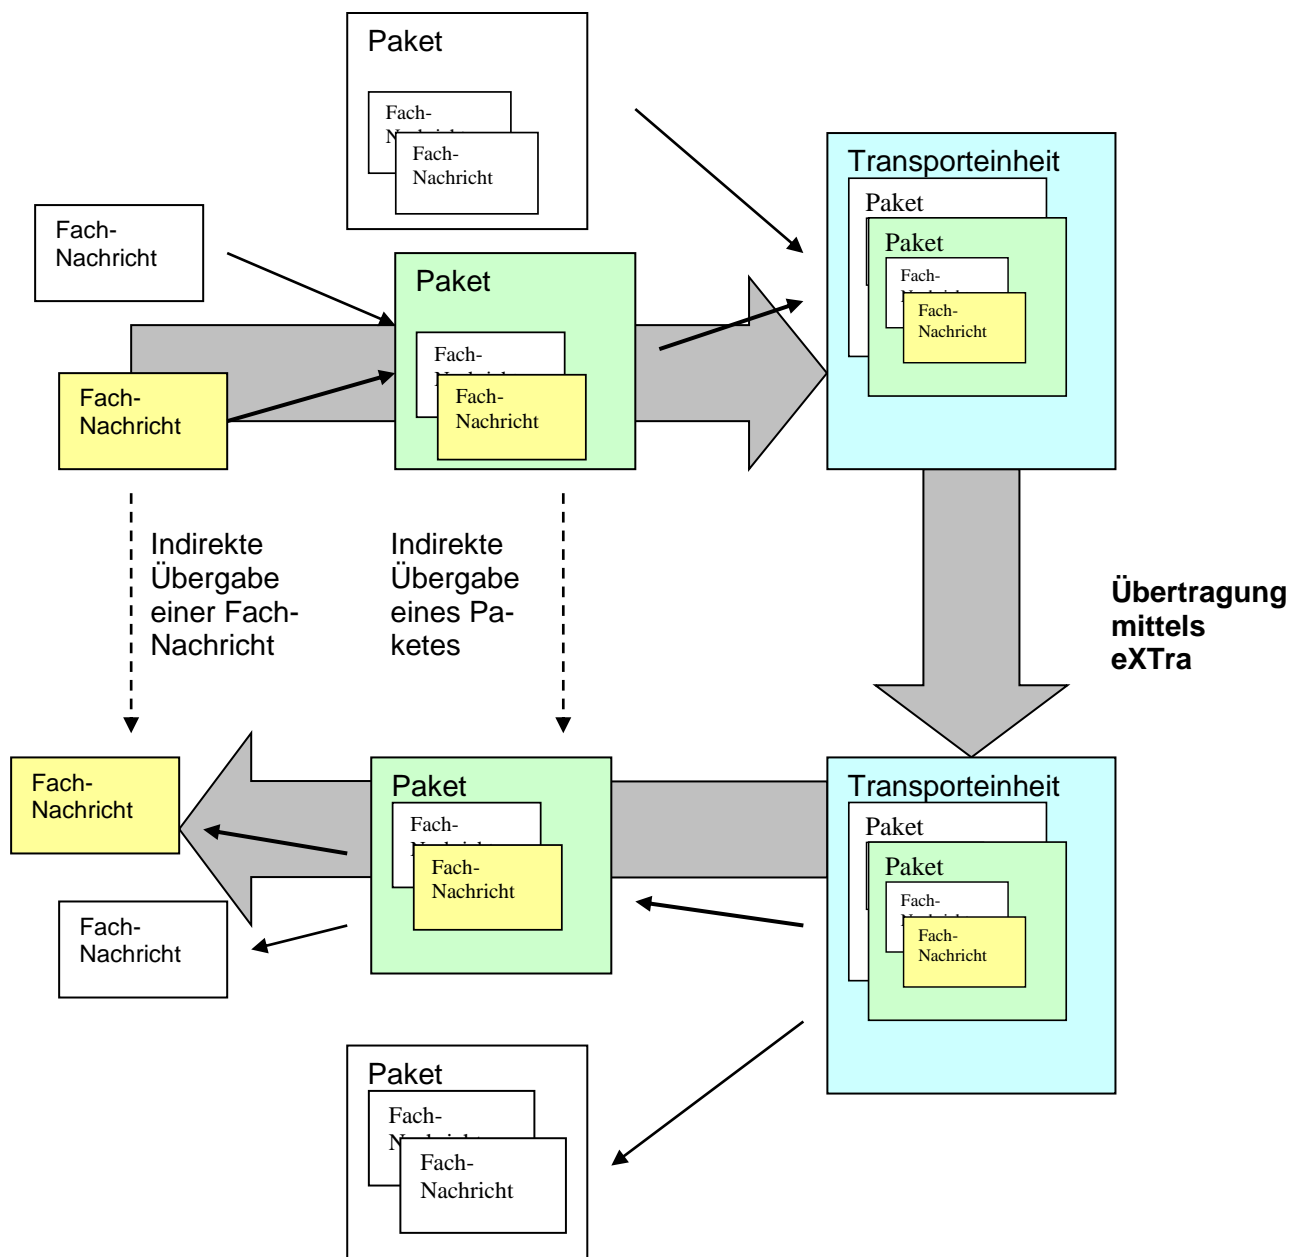 Paket
Fach-
Fach-
Nachricht
Fach-
Nachricht
Paket
Fach-
Fach-
Nachricht
Fach-
Nachricht
Transporteinheit
Paket
Paket
Fach-
Fach-
Nachricht
Indirekte
Übergabe
einer Fach-
Nachricht
Indirekte
Übergabe
eines Pa-
ketes
Übertragung
mittels
eXTra
Fach-
Nachricht
Paket
Fach-
Fach-
Nachricht
Transporteinheit
Paket
Paket
Fach-
Fach-
Nachricht
Fach-
Nachricht
Paket
Fach-
Fach-
Nachricht